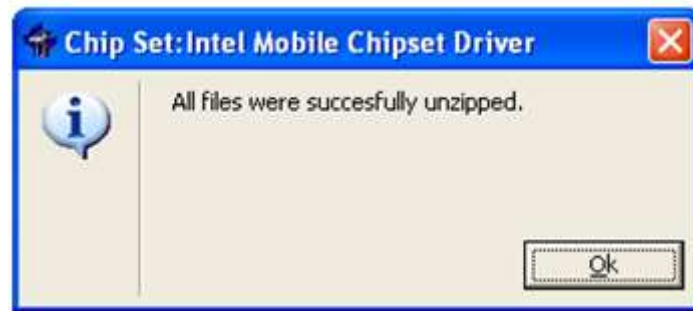 Chip Set:Intel Mobile Chipset Driver
All files were succesfully unzipped.
Ok